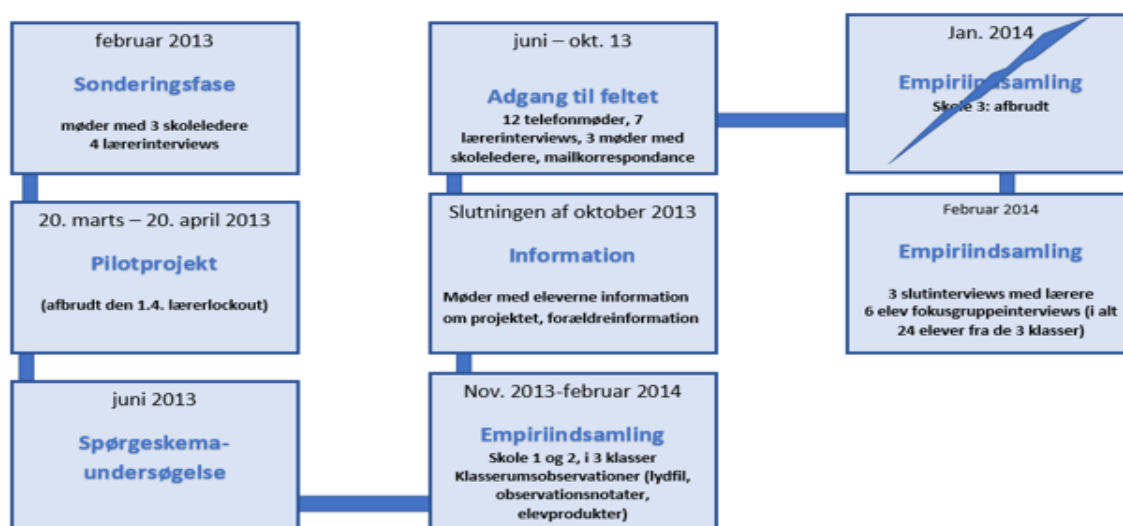 februar 2013
Sonderingsfase
møder med 3 skoleledere
4 lærerinterviews
20. marts – 20. april 2013
Pilotprojekt
(afbrudt den 1.4. lærerlockout)
juni 2013
Spørgeskema-
undersøgelse
Nov. 2013-februar 2014
Empiriindsamling
Skole 1 og 2, i 3 klasser
Klasserumsobservationer (lydfil,
observationsnotater,
elevprodukter)
Slutningen af oktober 2013
Information
Møder med eleverne information
om projektet, forældreinformation
juni – okt. 13
Adgang til feltet
12 telefonmøder, 7
lærerinterviews, 3 møder med
skoleledere, mailkorrespondance
Jan. 2014
Empiriindsamling
Skole 3: afbrudt
Februar 2014
Empiriindsamling
3 slutinterviews med lærere
6 elev fokusgruppeinterviews (i alt
24 elever fra de 3 klasser)